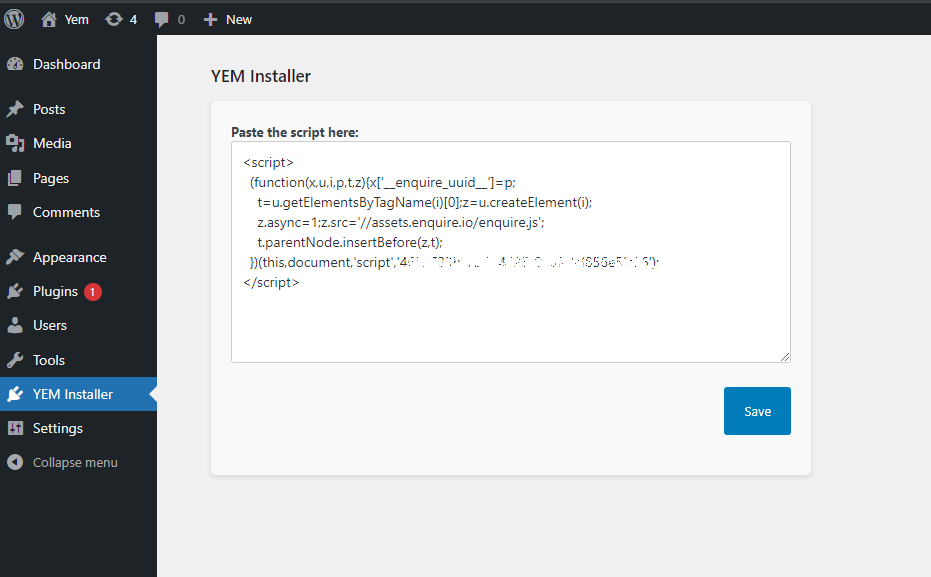 Yem 4 0 New
Dashboard
Posts
Media
Pages
Comments
Appearance
Plugins 1
Users
Tools
YEM Installer
Settings
Collapse menu
YEM Installer
Paste the script here:
<script>
(function(x,u,i,p,t,z){x['__enquire_uuid__']=p;
t=u.getElementsByTagName(i)[0];z=u.createElement(i);
z.async=1;z.src='//assets.enquire.io/enquire.js';
t.parentNode.insertBefore(z,t);
})(this,document,'script','
</script>
Save